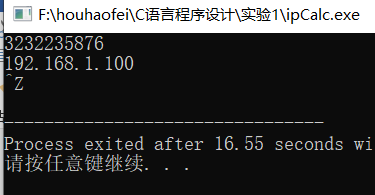 F:\houhaofei\C语言程序设计\实验1\ipCalc.exe
3232235876
192.168.1.100
^Z
--------------------------------
Process exited after 16.55 seconds wi
请按任意键继续. . .